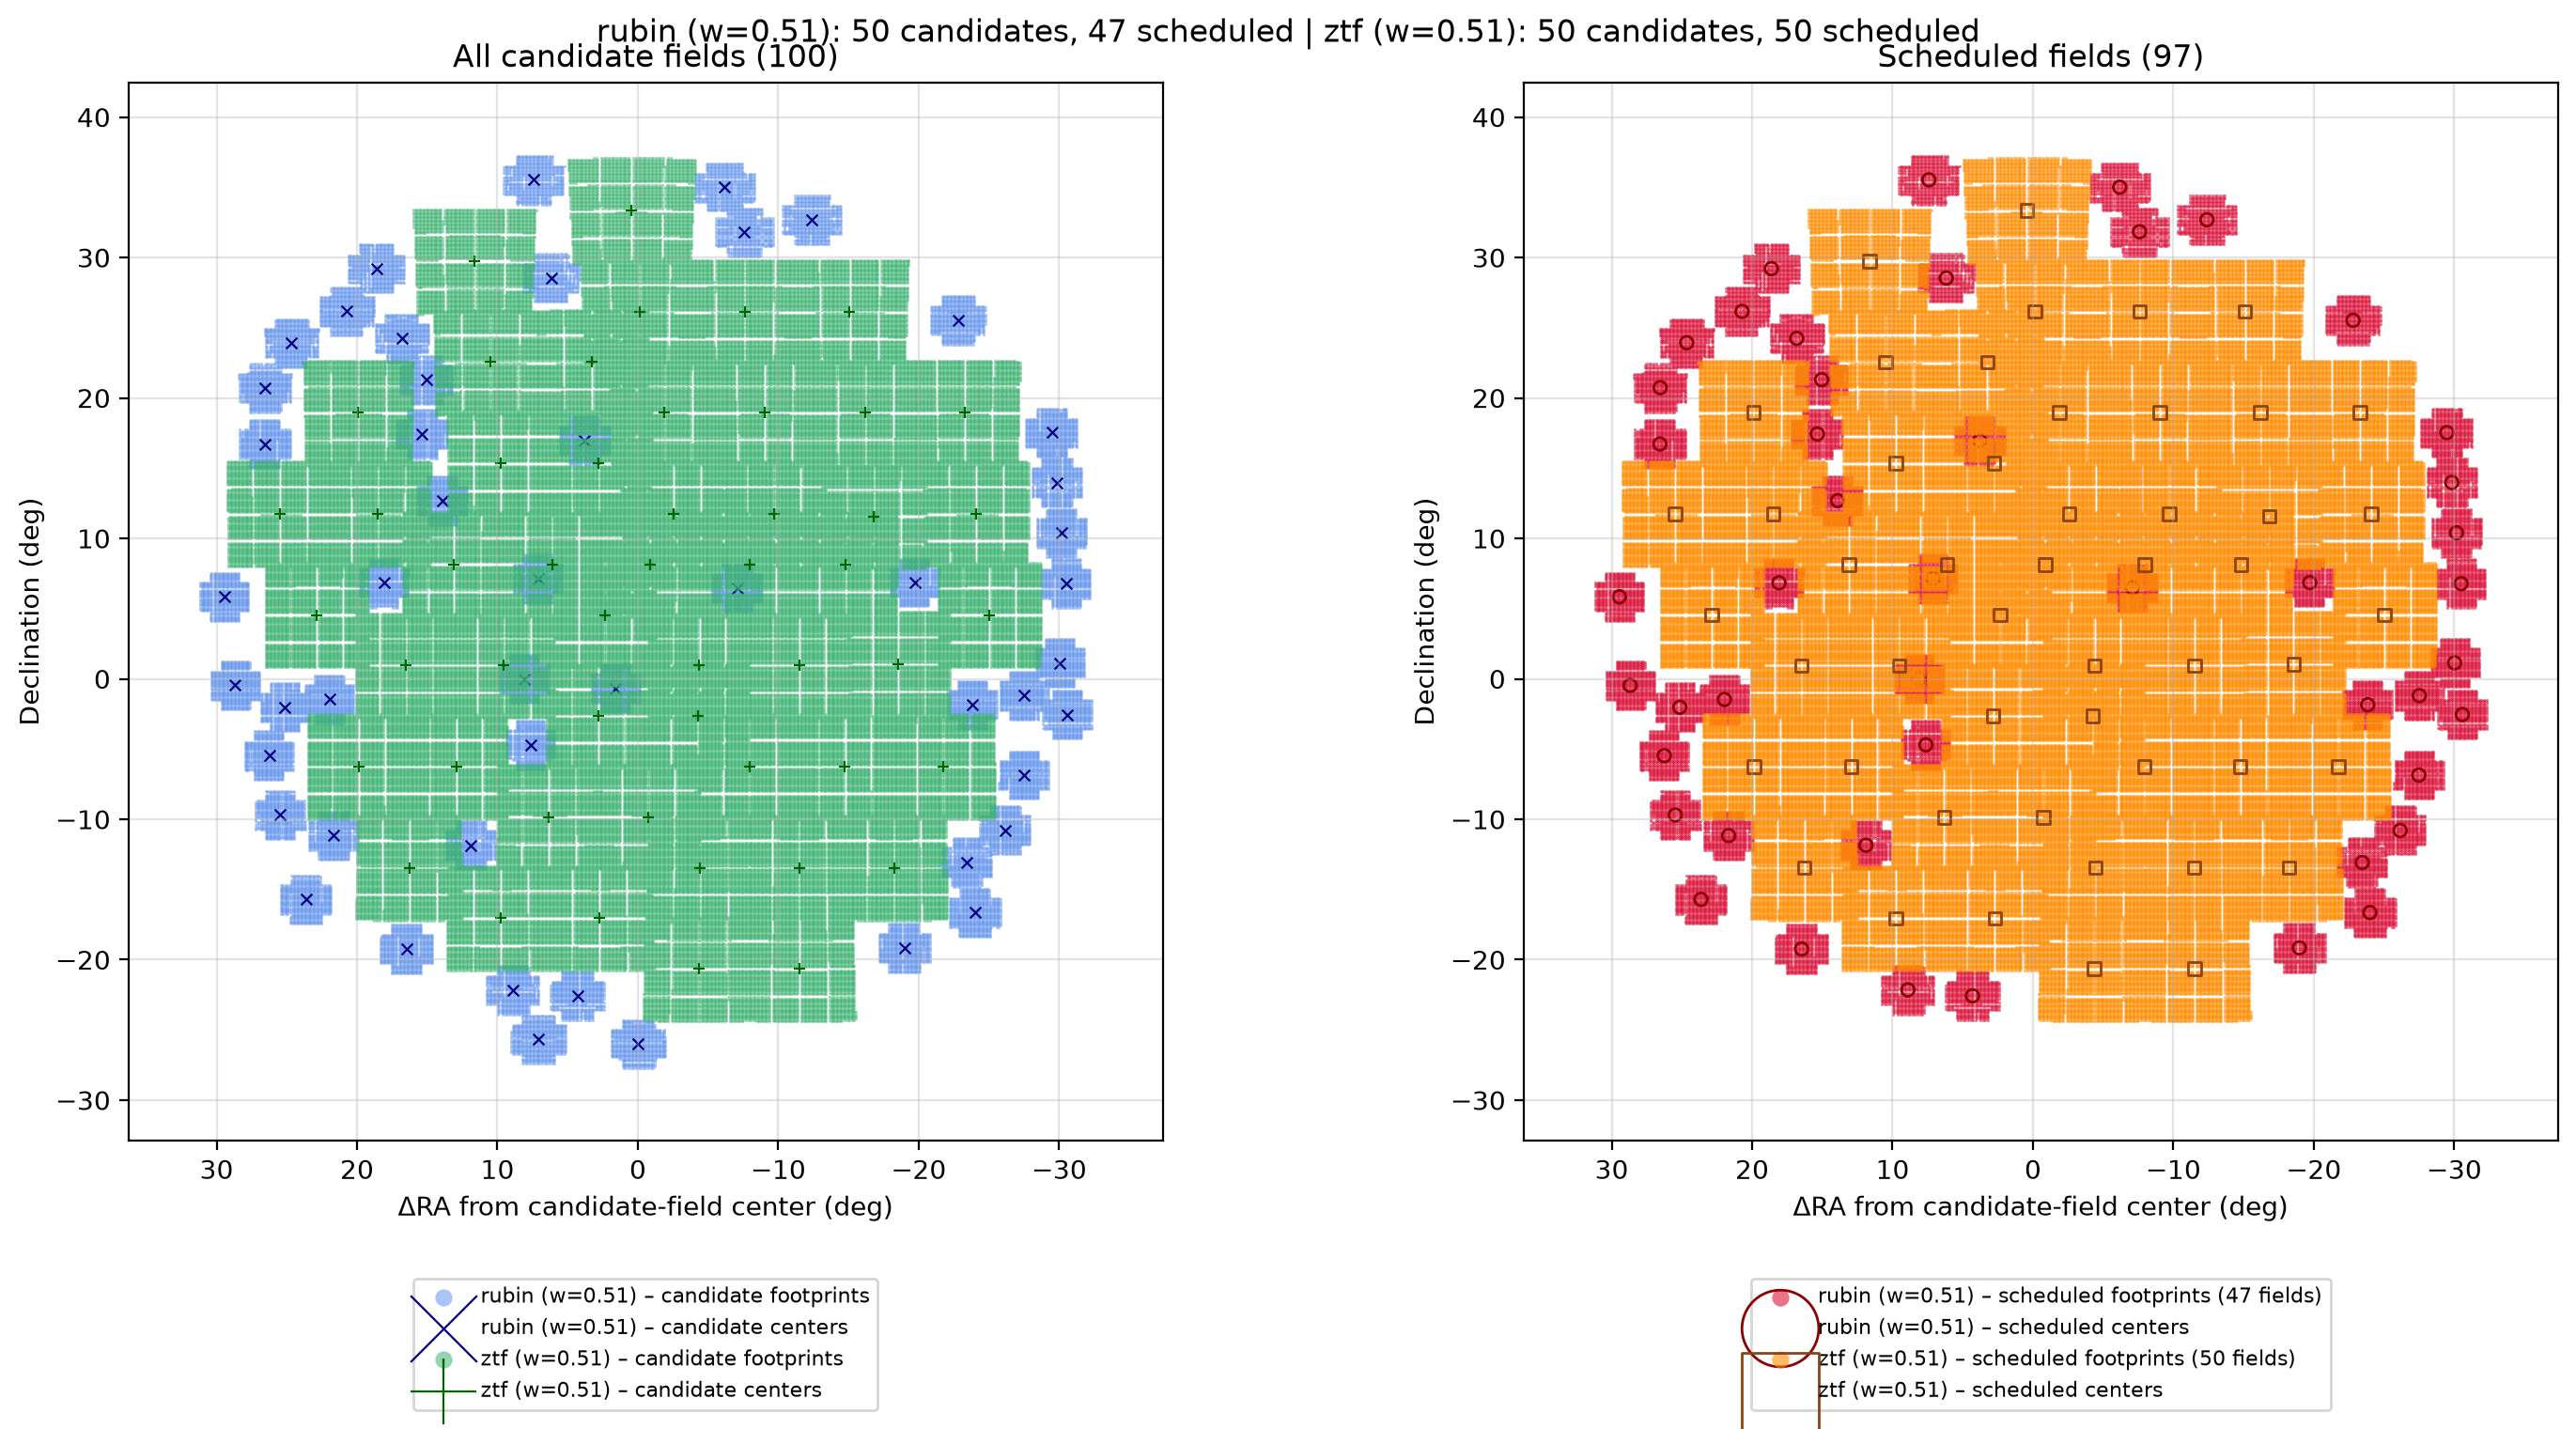 rubin (w=0.51): 50 candidates, 47 scheduled | ztf (w=0.51): 50 candidates, 50 scheduled
All candidate fields (100)
Declination (deg)
40
30
20
10
0
−10
−20
−30
30 20 10 0 −10 −20 −30
ΔRA from candidate-field center (deg)
rubin (w=0.51) – candidate footprints
rubin (w=0.51) – candidate centers
ztf (w=0.51) – candidate footprints
ztf (w=0.51) – candidate centers
Scheduled fields (97)
Declination (deg)
40
30
20
10
0
−10
−20
−30
30 20 10 0 −10 −20 −30
ΔRA from candidate-field center (deg)
rubin (w=0.51) – scheduled footprints (47 fields)
rubin (w=0.51) – scheduled centers
ztf (w=0.51) – scheduled footprints (50 fields)
ztf (w=0.51) – scheduled centers